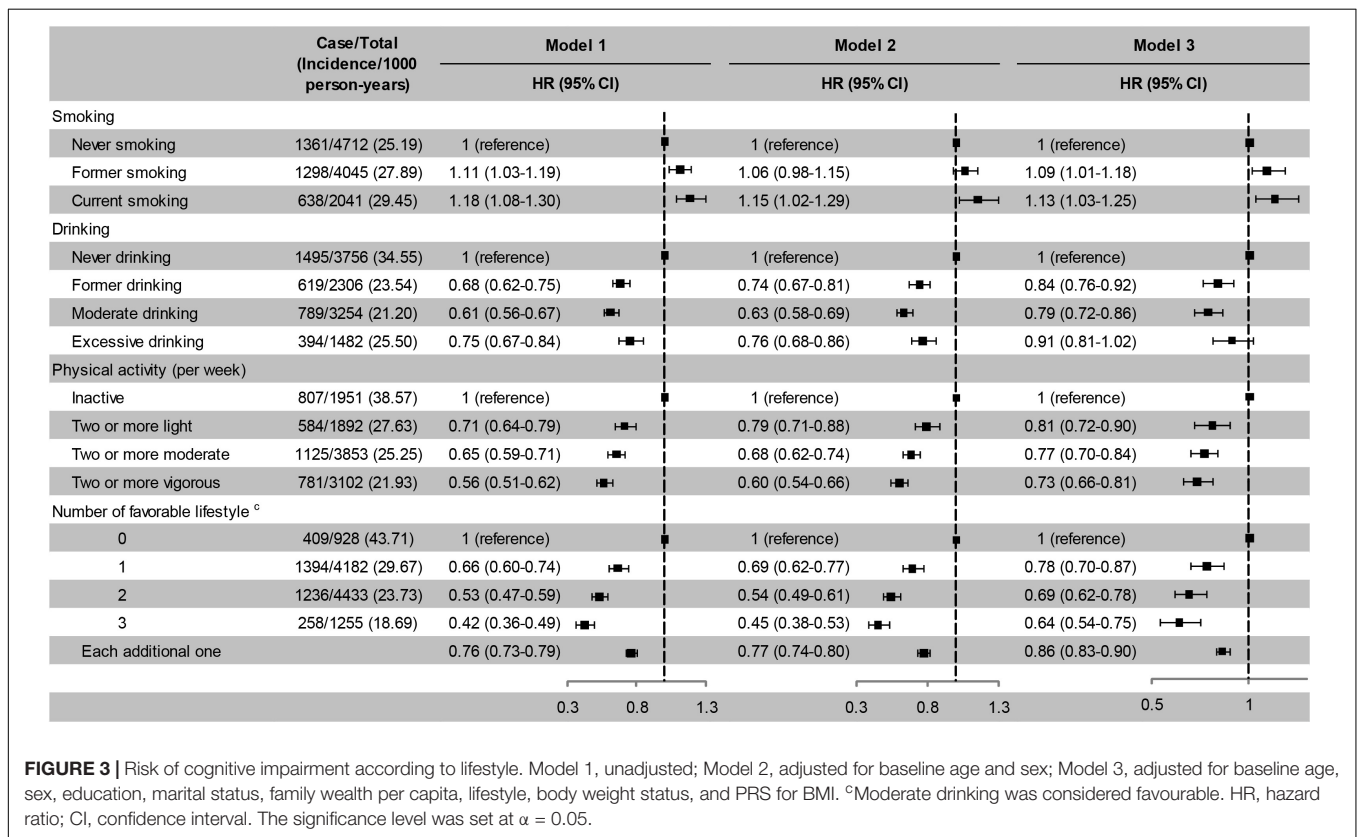 Case/Total
(Incidence/1000
person-years)
Model 1 Model 2 Model 3
HR (95% CI) HR (95% CI) HR (95% CI)
Smoking
Never smoking 1361/4712 (25.19) 1 (reference) 1 (reference) 1 (reference)
Former smoking 1298/4045 (27.89) 1.11 (1.03-1.19) 1.06 (0.98-1.15) 1.09 (1.01-1.18)
Current smoking 638/2041 (29.45) 1.18 (1.08-1.30) 1.15 (1.02-1.29) 1.13 (1.03-1.25)
Drinking
Never drinking 1495/3756 (34.55) 1 (reference) 1 (reference) 1 (reference)
Former drinking 619/2306 (23.54) 0.68 (0.62-0.75) 0.74 (0.67-0.81) 0.84 (0.76-0.92)
Moderate drinking 789/3254 (21.20) 0.61 (0.56-0.67) 0.63 (0.58-0.69) 0.79 (0.72-0.86)
Excessive drinking 394/1482 (25.50) 0.75 (0.67-0.84) 0.76 (0.68-0.86) 0.91 (0.81-1.02)
Physical activity (per week)
Inactive 807/1951 (38.57) 1 (reference) 1 (reference) 1 (reference)
Two or more light 584/1892 (27.63) 0.71 (0.64-0.79) 0.79 (0.71-0.88) 0.81 (0.72-0.90)
Two or more moderate 1125/3853 (25.25) 0.65 (0.59-0.71) 0.68 (0.62-0.74) 0.77 (0.70-0.84)
Two or more vigorous 781/3102 (21.93) 0.56 (0.51-0.62) 0.60 (0.54-0.66) 0.73 (0.66-0.81)
Number of favorable lifestyle c
0 409/928 (43.71) 1 (reference) 1 (reference) 1 (reference)
1 1394/4182 (29.67) 0.66 (0.60-0.74) 0.69 (0.62-0.77) 0.78 (0.70-0.87)
2 1236/4433 (23.73) 0.53 (0.47-0.59) 0.54 (0.49-0.61) 0.69 (0.62-0.78)
3 258/1255 (18.69) 0.42 (0.36-0.49) 0.45 (0.38-0.53) 0.64 (0.54-0.75)
Each additional one 0.76 (0.73-0.79) 0.77 (0.74-0.80) 0.86 (0.83-0.90)
0.3 0.8 1.3 0.3 0.8 1.3 0.5 1
FIGURE 3 | Risk of cognitive impairment according to lifestyle. Model 1, unadjusted; Model 2, adjusted for baseline age and sex; Model 3, adjusted for baseline age,
sex, education, marital status, family wealth per capita, lifestyle, body weight status, and PRS for BMI. cModerate drinking was considered favourable. HR, hazard
ratio; CI, confidence interval. The significance level was set at α = 0.05.